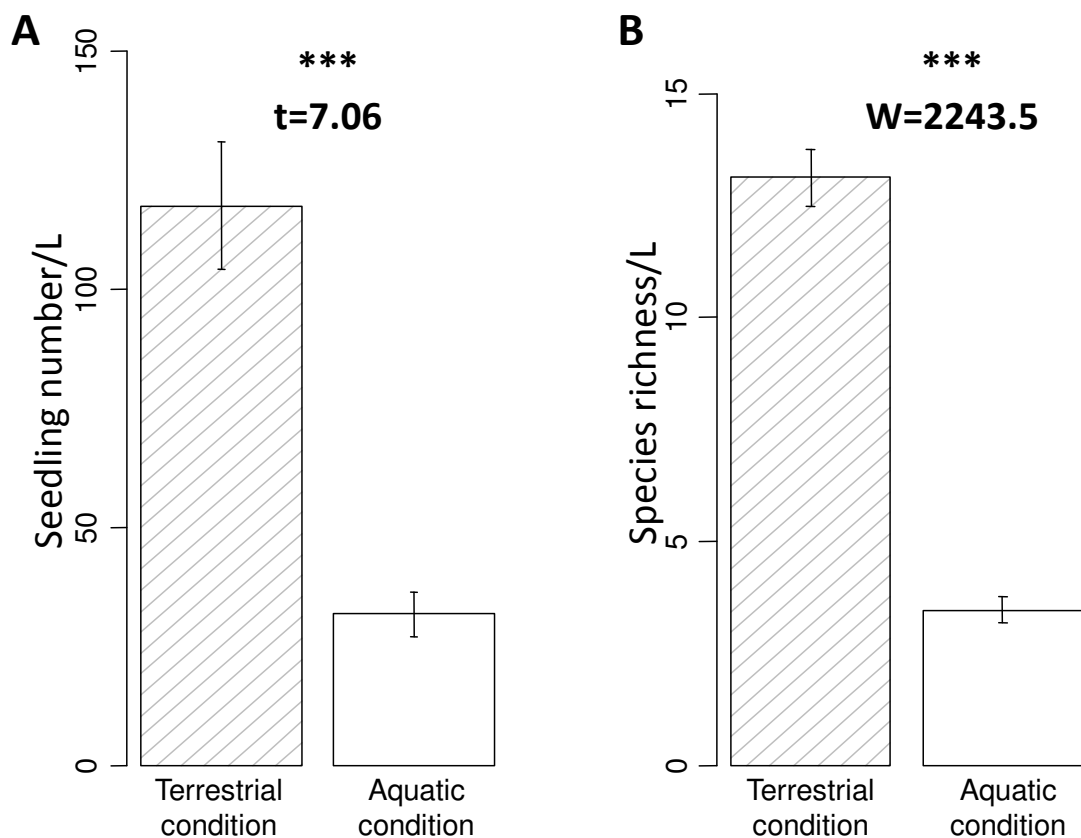 A
***
t=7.06
Seedling number/L
150
100
50
0
Terrestrial
condition
Aquatic
condition
B
***
W=2243.5
Species richness/L
15
10
5
0
Terrestrial
condition
Aquatic
condition